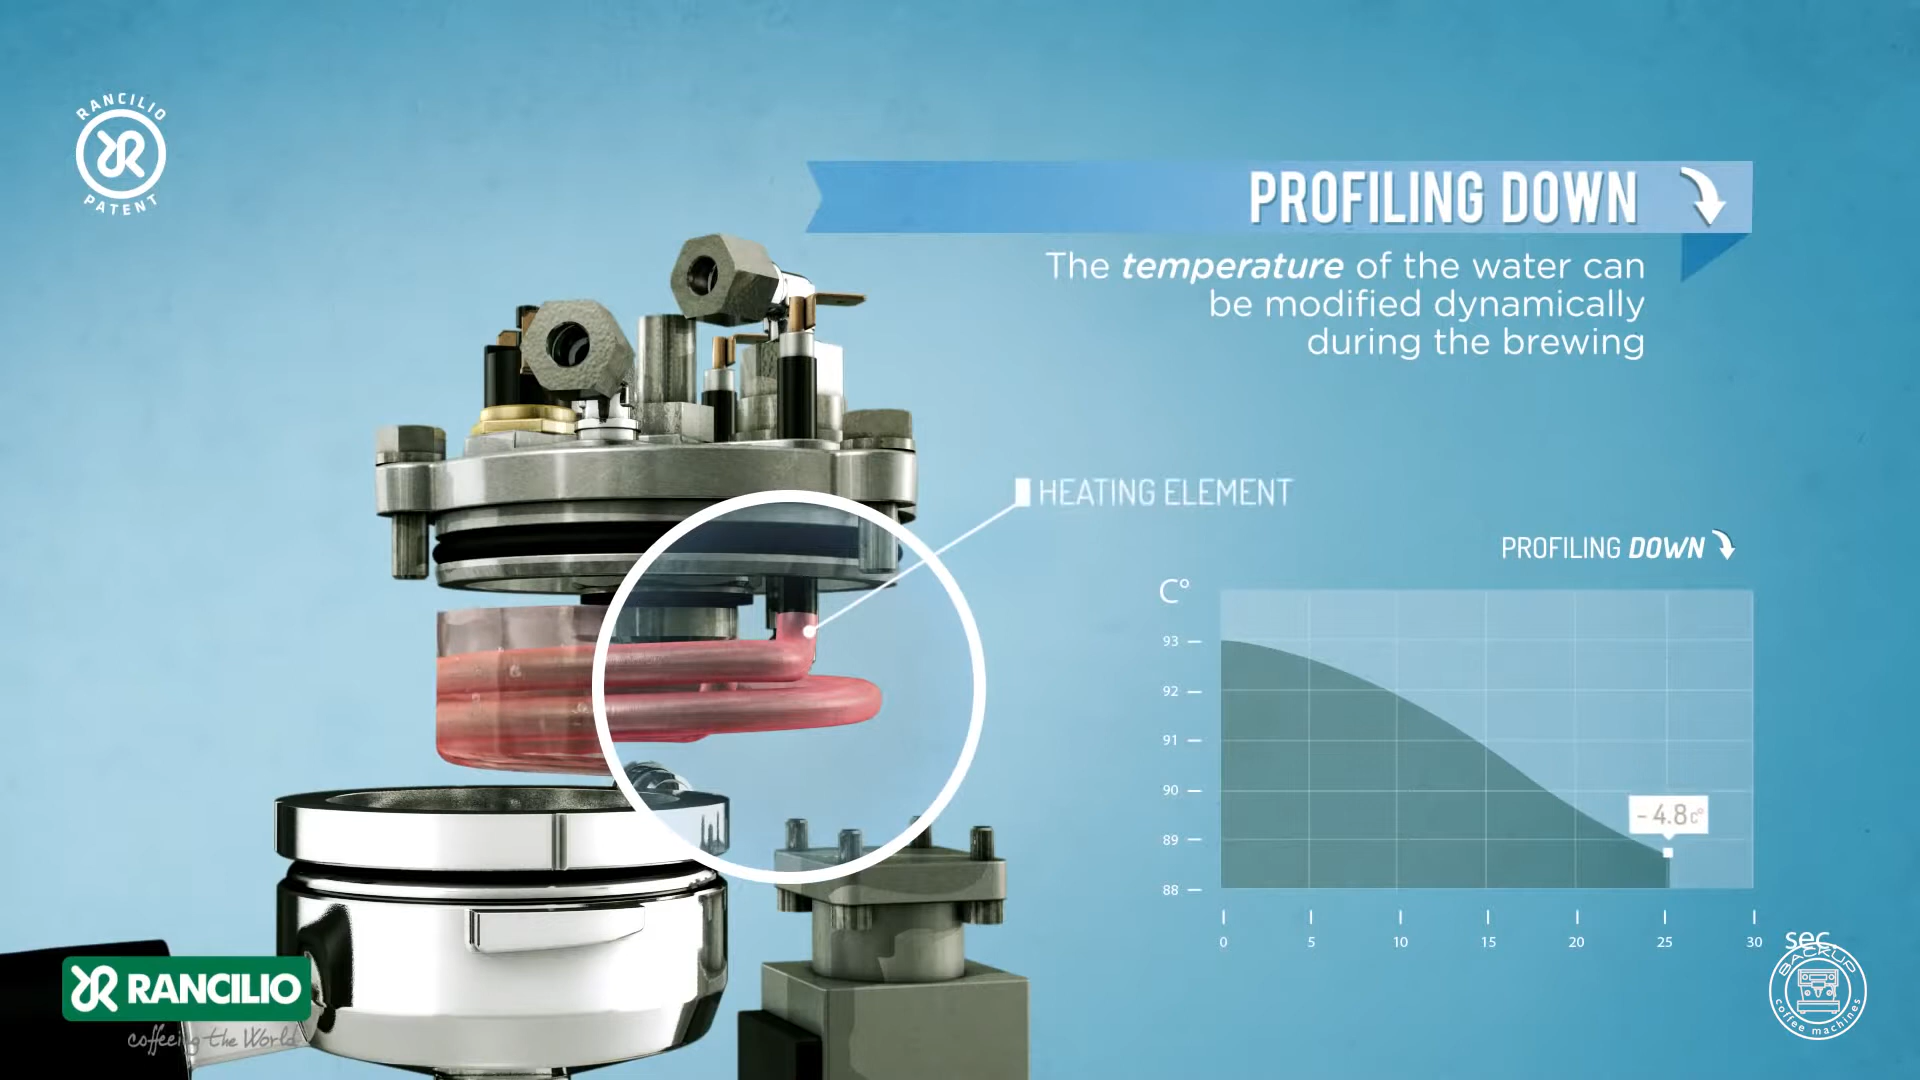 RANCILIO
PATENT
PROFILING DOWN
The temperature of the water can
be modified dynamically
during the brewing
HEATING ELEMENT
PROFILING DOWN
C°
93
92
91
90
89
88
- 4.8c°
0 5 10 15 20 25 30
sec
RANCILIO
coffeeing the World
BACKUP
coffee machines